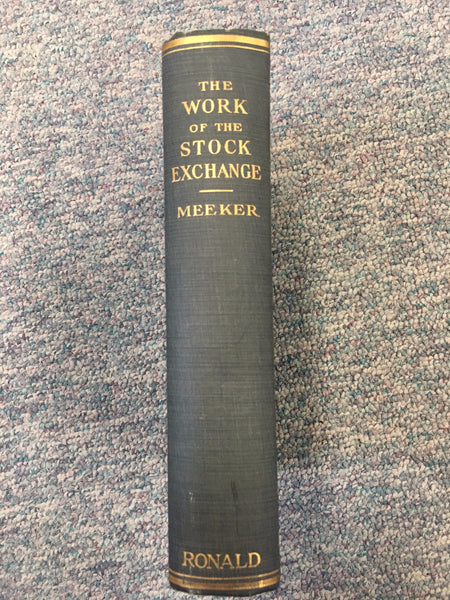 THE
WORK
OF THE
STOCK
EXCHANGE
MEEKER
RONALD